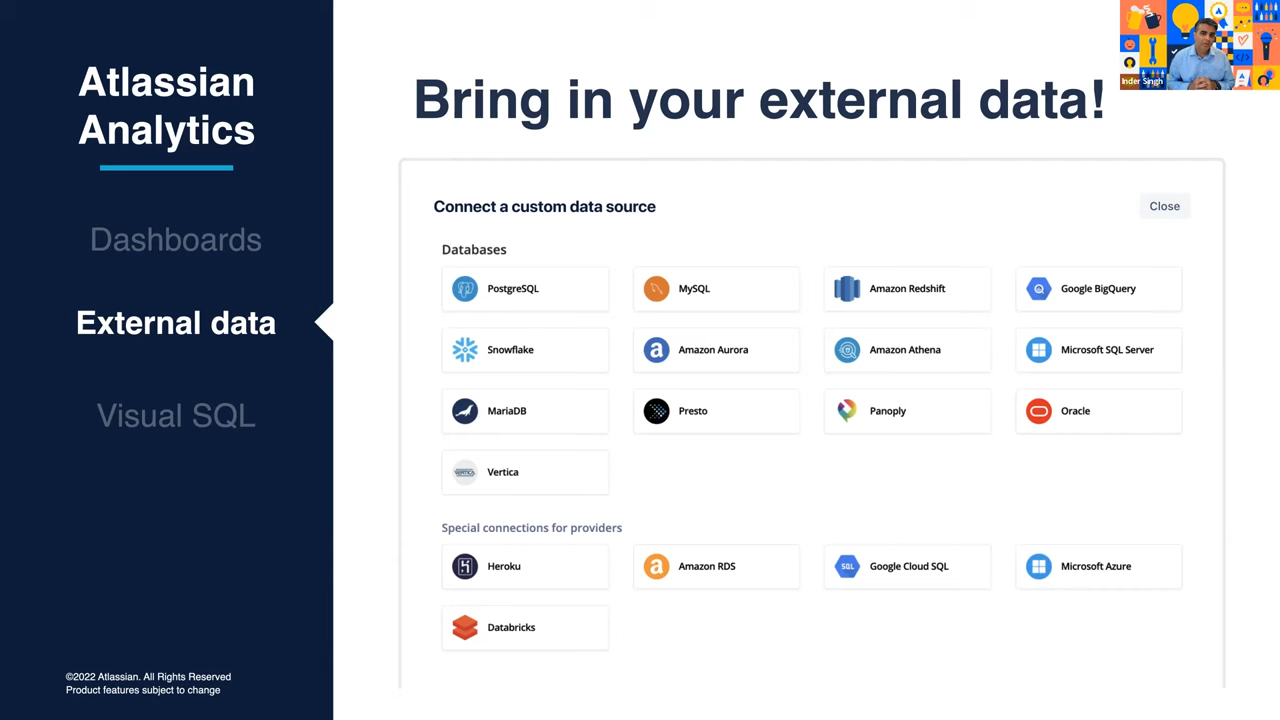 Atlassian
Analytics
Dashboards
External data
Visual SQL
©2022 Atlassian. All Rights Reserved
Product features subject to change
Bring in your external data!
Inder Singh
Connect a custom data source
Close
Databases
PostgreSQL
MySQL
Amazon Redshift
Google BigQuery
Snowflake
Amazon Aurora
Amazon Athena
Microsoft SQL Server
MariaDB
Presto
Panoply
Oracle
VERTICA
Vertica
Special connections for providers
Heroku
Amazon RDS
SQL
Google Cloud SQL
Microsoft Azure
Databricks